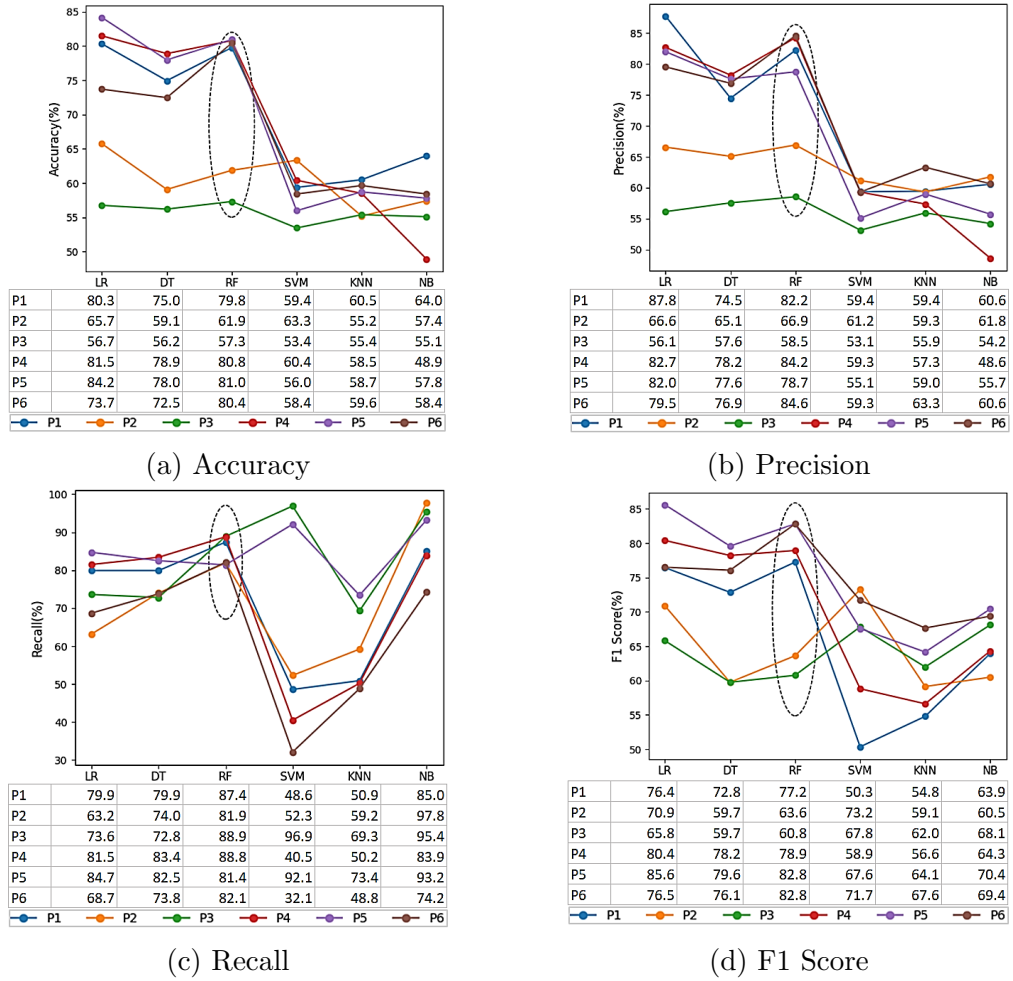 85
80
75
70
65
60
55
50
Accuracy(%)
LR DT RF SVM KNN NB
P1 80.3 75.0 79.8 59.4 60.5 64.0
P2 65.7 59.1 61.9 63.3 55.2 57.4
P3 56.7 56.2 57.3 53.4 55.4 55.1
P4 81.5 78.9 80.8 60.4 58.5 48.9
P5 84.2 78.0 81.0 56.0 58.7 57.8
P6 73.7 72.5 80.4 58.4 59.6 58.4
P1 P2 P3 P4 P5 P6
(a) Accuracy
85
80
75
70
65
60
55
50
Precision(%)
LR DT RF SVM KNN NB
P1 87.8 74.5 82.2 59.4 59.4 60.6
P2 66.6 65.1 66.9 61.2 59.3 61.8
P3 56.1 57.6 58.5 53.1 55.9 54.2
P4 82.7 78.2 84.2 59.3 57.3 48.6
P5 82.0 77.6 78.7 55.1 59.0 55.7
P6 79.5 76.9 84.6 59.3 63.3 60.6
P1 P2 P3 P4 P5 P6
(b) Precision
100
90
80
70
60
50
40
30
Recall(%)
LR DT RF SVM KNN NB
P1 79.9 79.9 87.4 48.6 50.9 85.0
P2 63.2 74.0 81.9 52.3 59.2 97.8
P3 73.6 72.8 88.9 96.9 69.3 95.4
P4 81.5 83.4 88.8 40.5 50.2 83.9
P5 84.7 82.5 81.4 92.1 73.4 93.2
P6 68.7 73.8 82.1 32.1 48.8 74.2
P1 P2 P3 P4 P5 P6
(c) Recall
85
80
75
70
65
60
55
50
F1 Score(%)
LR DT RF SVM KNN NB
P1 76.4 72.8 77.2 50.3 54.8 63.9
P2 70.9 59.7 63.6 73.2 59.1 60.5
P3 65.8 59.7 60.8 67.8 62.0 68.1
P4 80.4 78.2 78.9 58.9 56.6 64.3
P5 85.6 79.6 82.8 67.6 64.1 70.4
P6 76.5 76.1 82.8 71.7 67.6 69.4
P1 P2 P3 P4 P5 P6
(d) F1 Score